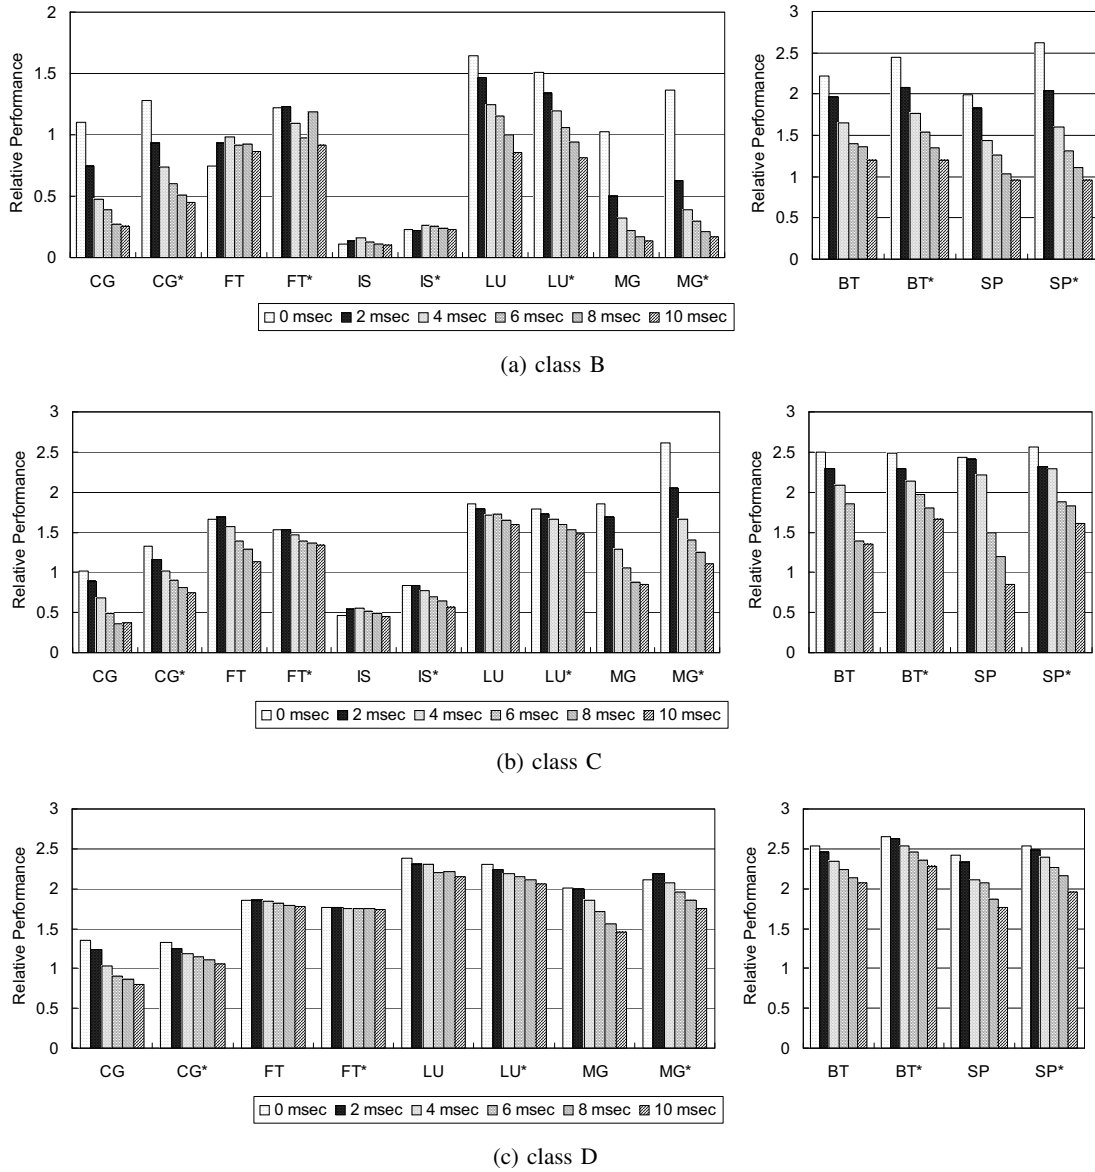 2
1.5
1
0.5
0
Relative Performance
CG CG* FT FT* IS IS* LU LU* MG MG*
3
2.5
2
1.5
1
0.5
0
Relative Performance
BT BT* SP SP*
0 msec 2 msec 4 msec 6 msec 8 msec 10 msec
(a) class B
3
2.5
2
1.5
1
0.5
0
Relative Performance
CG CG* FT FT* IS IS* LU LU* MG MG*
3
2.5
2
1.5
1
0.5
0
Relative Performance
BT BT* SP SP*
0 msec 2 msec 4 msec 6 msec 8 msec 10 msec
(b) class C
3
2.5
2
1.5
1
0.5
0
Relative Performance
CG CG* FT FT* LU LU* MG MG*
3
2.5
2
1.5
1
0.5
0
Relative Performance
BT BT* SP SP*
0 msec 2 msec 4 msec 6 msec 8 msec 10 msec
(c) class D